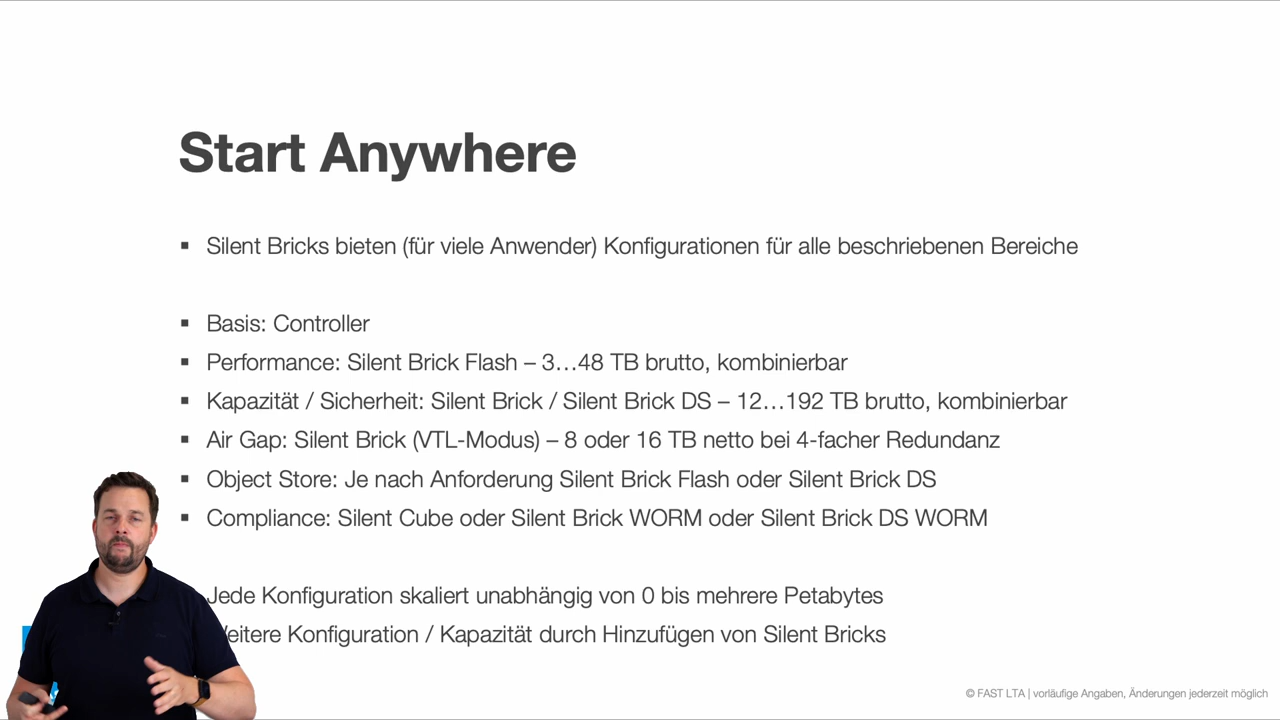 Start Anywhere
▪ Silent Bricks bieten (für viele Anwender) Konfigurationen für alle beschriebenen Bereiche
▪ Basis: Controller
▪ Performance: Silent Brick Flash – 3…48 TB brutto, kombinierbar
▪ Kapazität / Sicherheit: Silent Brick / Silent Brick DS – 12…192 TB brutto, kombinierbar
▪ Air Gap: Silent Brick (VTL-Modus) – 8 oder 16 TB netto bei 4-facher Redundanz
▪ Object Store: Je nach Anforderung Silent Brick Flash oder Silent Brick DS
▪ Compliance: Silent Cube oder Silent Brick WORM oder Silent Brick DS WORM
Jede Konfiguration skaliert unabhängig von 0 bis mehrere Petabytes
eitere Konfiguration / Kapazität durch Hinzufügen von Silent Bricks
© FAST LTA | vorläufige Angaben, Änderungen jederzeit möglich